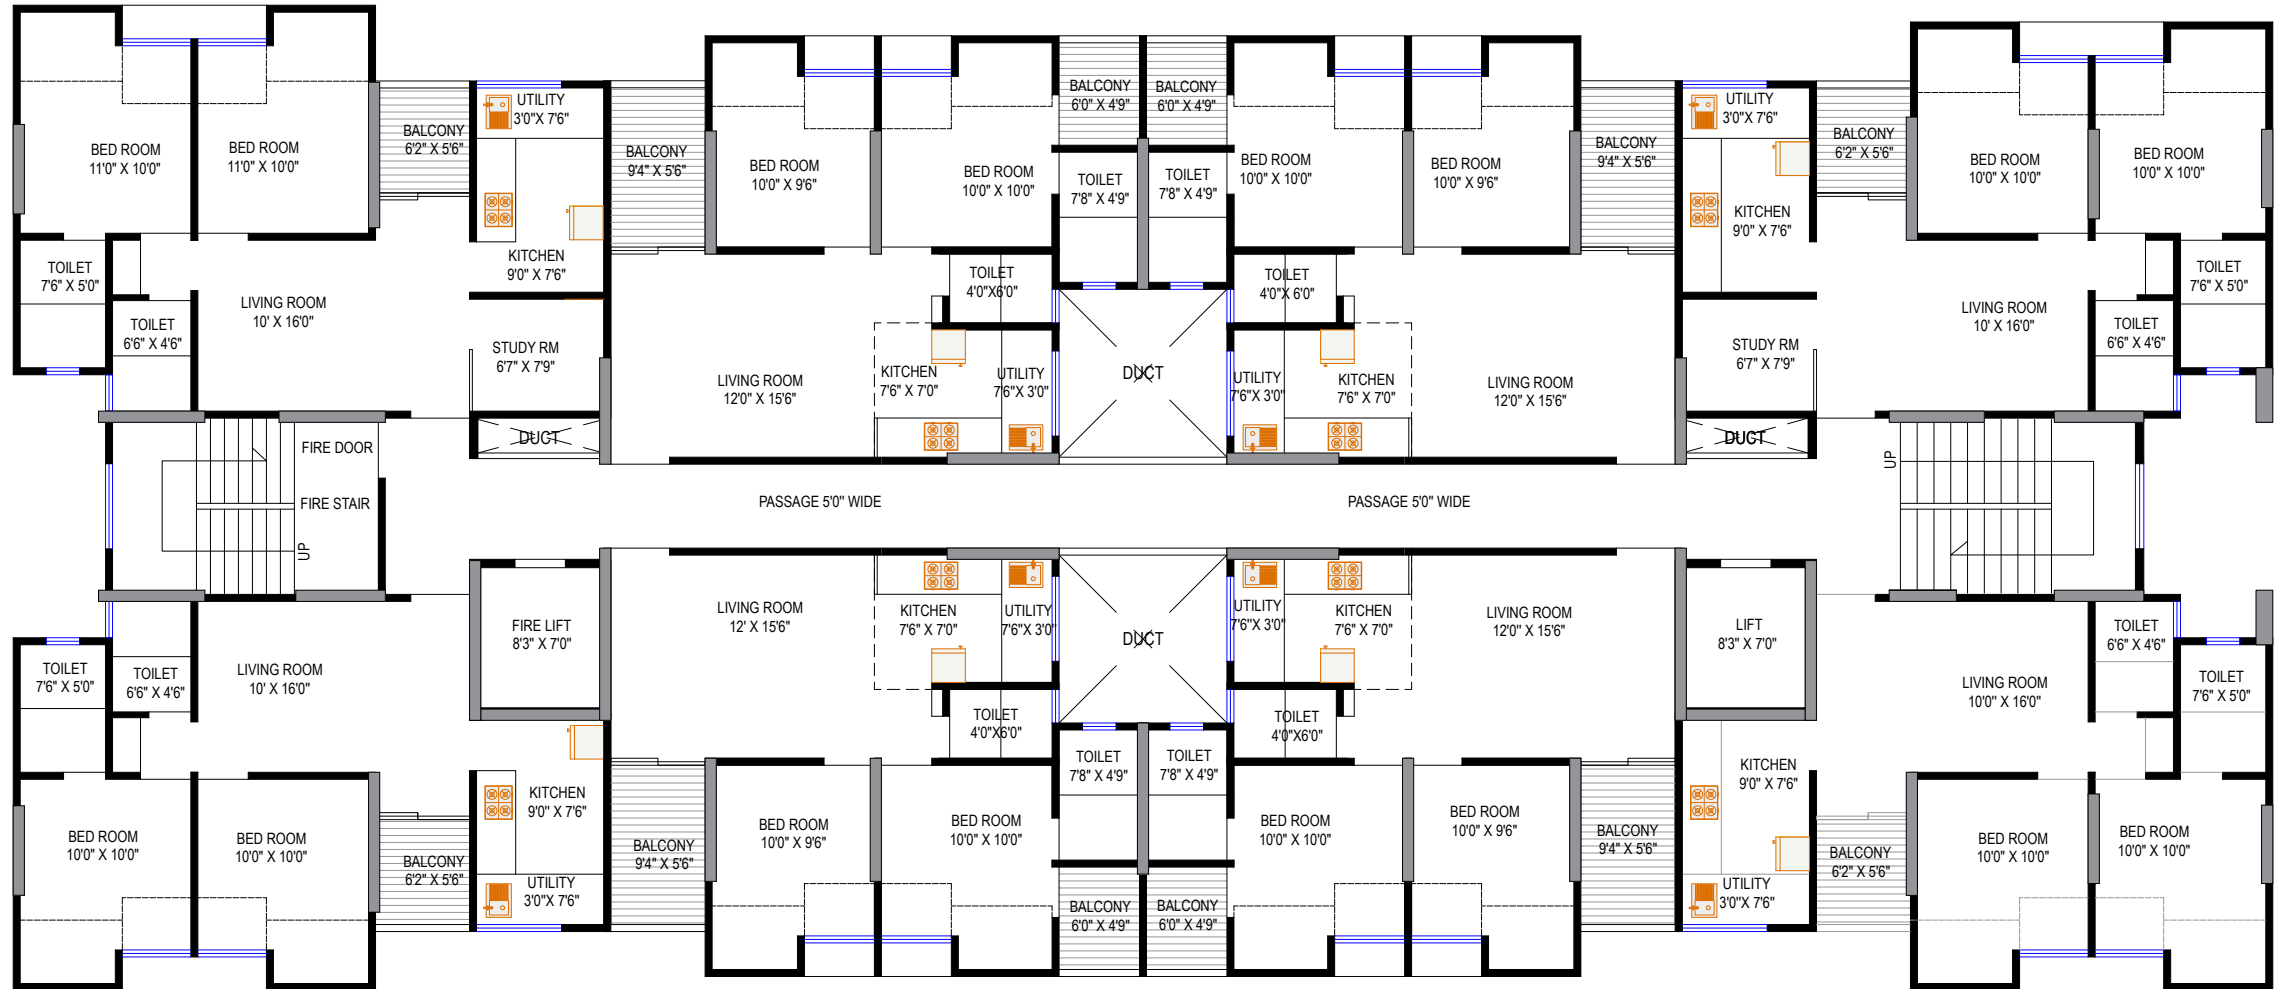 BED ROOM
11'0" X 10'0"
BED ROOM
11'0" X 10'0"
BALCONY
6'2" X 5'6"
UTILITY
3'0"X 7'6"
BALCONY
9'4" X 5'6"
BED ROOM
10'0" X 9'6"
BED ROOM
10'0" X 10'0"
BALCONY
6'0" X 4'9"
BALCONY
6'0" X 4'9"
TOILET
7'8" X 4'9"
TOILET
7'8" X 4'9"
BED ROOM
10'0" X 10'0"
BED ROOM
10'0" X 9'6"
BALCONY
9'4" X 5'6"
UTILITY
3'0"X 7'6"
BALCONY
6'2" X 5'6"
BED ROOM
10'0" X 10'0"
BED ROOM
10'0" X 10'0"
TOILET
7'6" X 5'0"
TOILET
6'6" X 4'6"
LIVING ROOM
10' X 16'0"
KITCHEN
9'0" X 7'6"
STUDY RM
6'7" X 7'9"
LIVING ROOM
12'0" X 15'6"
TOILET
4'0"X6'0"
KITCHEN
7'6" X 7'0"
UTILITY
7'6"X 3'0"
DUCT
TOILET
4'0"X 6'0"
UTILITY
7'6"X 3'0"
KITCHEN
7'6" X 7'0"
LIVING ROOM
12'0" X 15'6"
KITCHEN
9'0" X 7'6"
STUDY RM
6'7" X 7'9"
LIVING ROOM
10' X 16'0"
TOILET
6'6" X 4'6"
TOILET
7'6" X 5'0"
FIRE DOOR
FIRE STAIR
UP
DUCT
DUCT
UP
PASSAGE 5'0" WIDE
PASSAGE 5'0" WIDE
TOILET
7'6" X 5'0"
TOILET
6'6" X 4'6"
LIVING ROOM
10' X 16'0"
FIRE LIFT
8'3" X 7'0"
LIVING ROOM
12' X 15'6"
KITCHEN
7'6" X 7'0"
UTILITY
7'6"X 3'0"
DUCT
UTILITY
7'6"X 3'0"
KITCHEN
7'6" X 7'0"
LIVING ROOM
12'0" X 15'6"
LIFT
8'3" X 7'0"
LIVING ROOM
10'0" X 16'0"
TOILET
6'6" X 4'6"
TOILET
7'6" X 5'0"
TOILET
4'0"X6'0"
TOILET
4'0"X6'0"
TOILET
7'8" X 4'9"
TOILET
7'8" X 4'9"
BED ROOM
10'0" X 10'0"
BED ROOM
10'0" X 10'0"
BALCONY
6'2" X 5'6"
KITCHEN
9'0" X 7'6"
UTILITY
3'0"X 7'6"
BALCONY
9'4" X 5'6"
BED ROOM
10'0" X 9'6"
BED ROOM
10'0" X 10'0"
BALCONY
6'0" X 4'9"
BALCONY
6'0" X 4'9"
BED ROOM
10'0" X 10'0"
BED ROOM
10'0" X 9'6"
BALCONY
9'4" X 5'6"
KITCHEN
9'0" X 7'6"
UTILITY
3'0"X 7'6"
BALCONY
6'2" X 5'6"
BED ROOM
10'0" X 10'0"
BED ROOM
10'0" X 10'0"